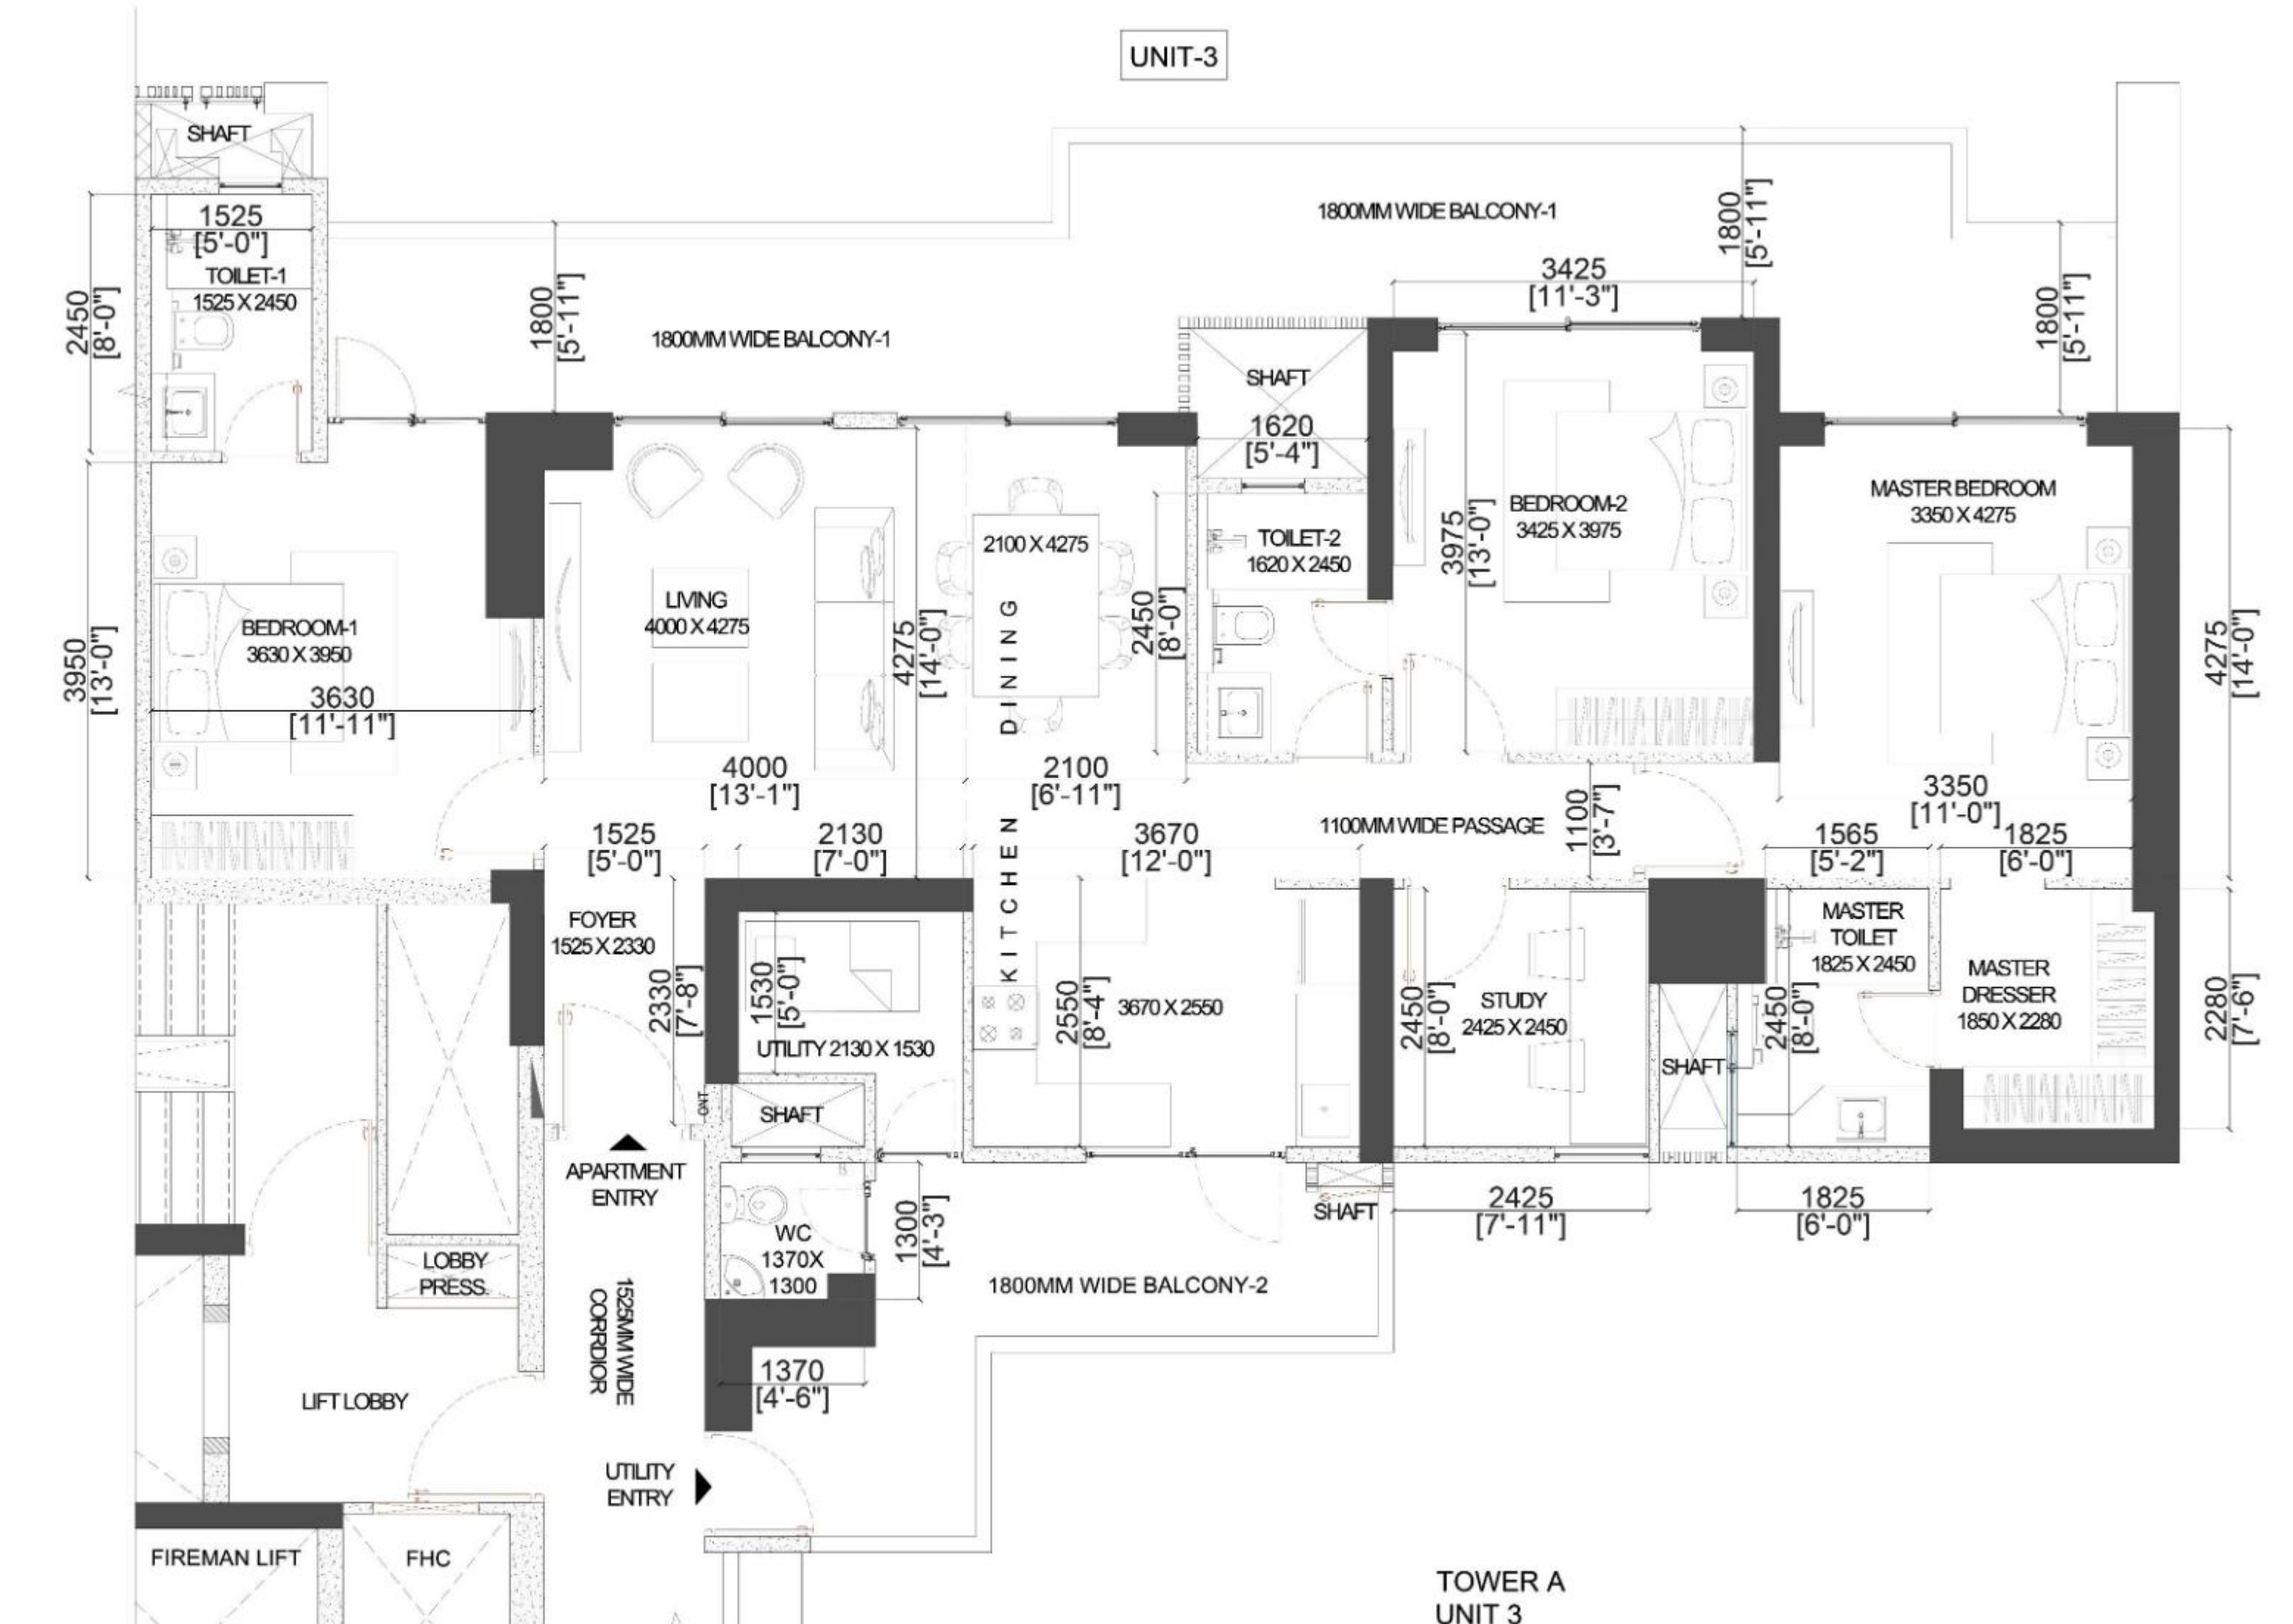 UNIT-3
SHAFT
1525
[5'-0"]
TOILET-1
1525 X 2450
2450
[8'-0"]
1800
[5'-11"]
1800MM WIDE BALCONY-1
1800MM WIDE BALCONY-1
1800
[5'-11"]
3425
[11'-3"]
1800
[5'-11"]
SHAFT
1620
[5'-4"]
TOILET-2
1620 X 2450
2450
[8'-0"]
BEDROOM-2
3425 X 3975
3975
[13'-0"]
MASTER BEDROOM
3350 X 4275
4275
[14'-0"]
3350
[11'-0"]
BEDROOM-1
3630 X 3950
3630
[11'-11"]
3950
[13'-0"]
LIVING
4000 X 4275
4275
[14'-0"]
2100 X 4275
KITCHEN DINING
4000
[13'-1"]
2100
[6'-11"]
1525
[5'-0"]
2130
[7'-0"]
3670
[12'-0"]
1100MM WIDE PASSAGE
1100
[3'-7"]
1565
[5'-2"]
1825
[6'-0"]
FOYER
1525 X 2330
2330
[7'-8"]
1530
[5'-0"]
UTILITY 2130 X 1530
2550
[8'-4"]
3670 X 2550
2450
[8'-0"]
STUDY
2425 X 2450
SHAFT
2450
[8'-0"]
MASTER
TOILET
1825 X 2450
MASTER
DRESSER
1850 X 2280
2280
[7'-6"]
ONT
SHAFT
APARTMENT
ENTRY
WC
1370X
1300
1300
[4'-3"]
1370
[4'-6"]
1800MM WIDE BALCONY-2
SHAFT
2425
[7'-11"]
1825
[6'-0"]
LOBBY
PRESS.
1525MM WIDE
CORRDIOR
LIFT LOBBY
UTILITY
ENTRY
FIREMAN LIFT
FHC
TOWER A
UNIT 3